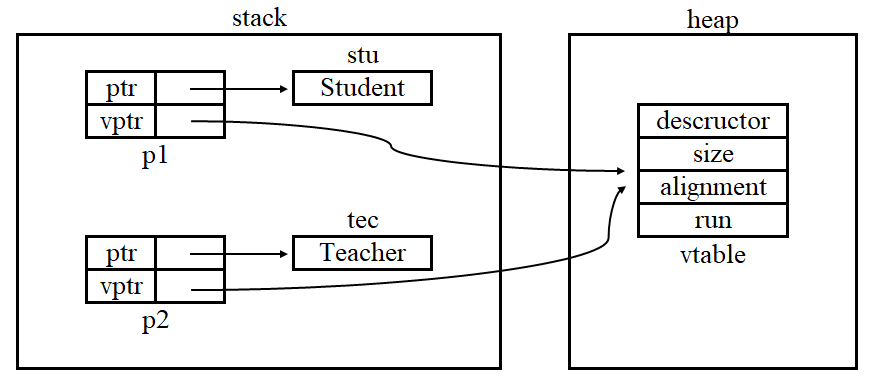 stack
heap
stu
ptr
Student
vptr
p1
descructor
size
alignment
run
vtable
tec
ptr
Teacher
vptr
p2